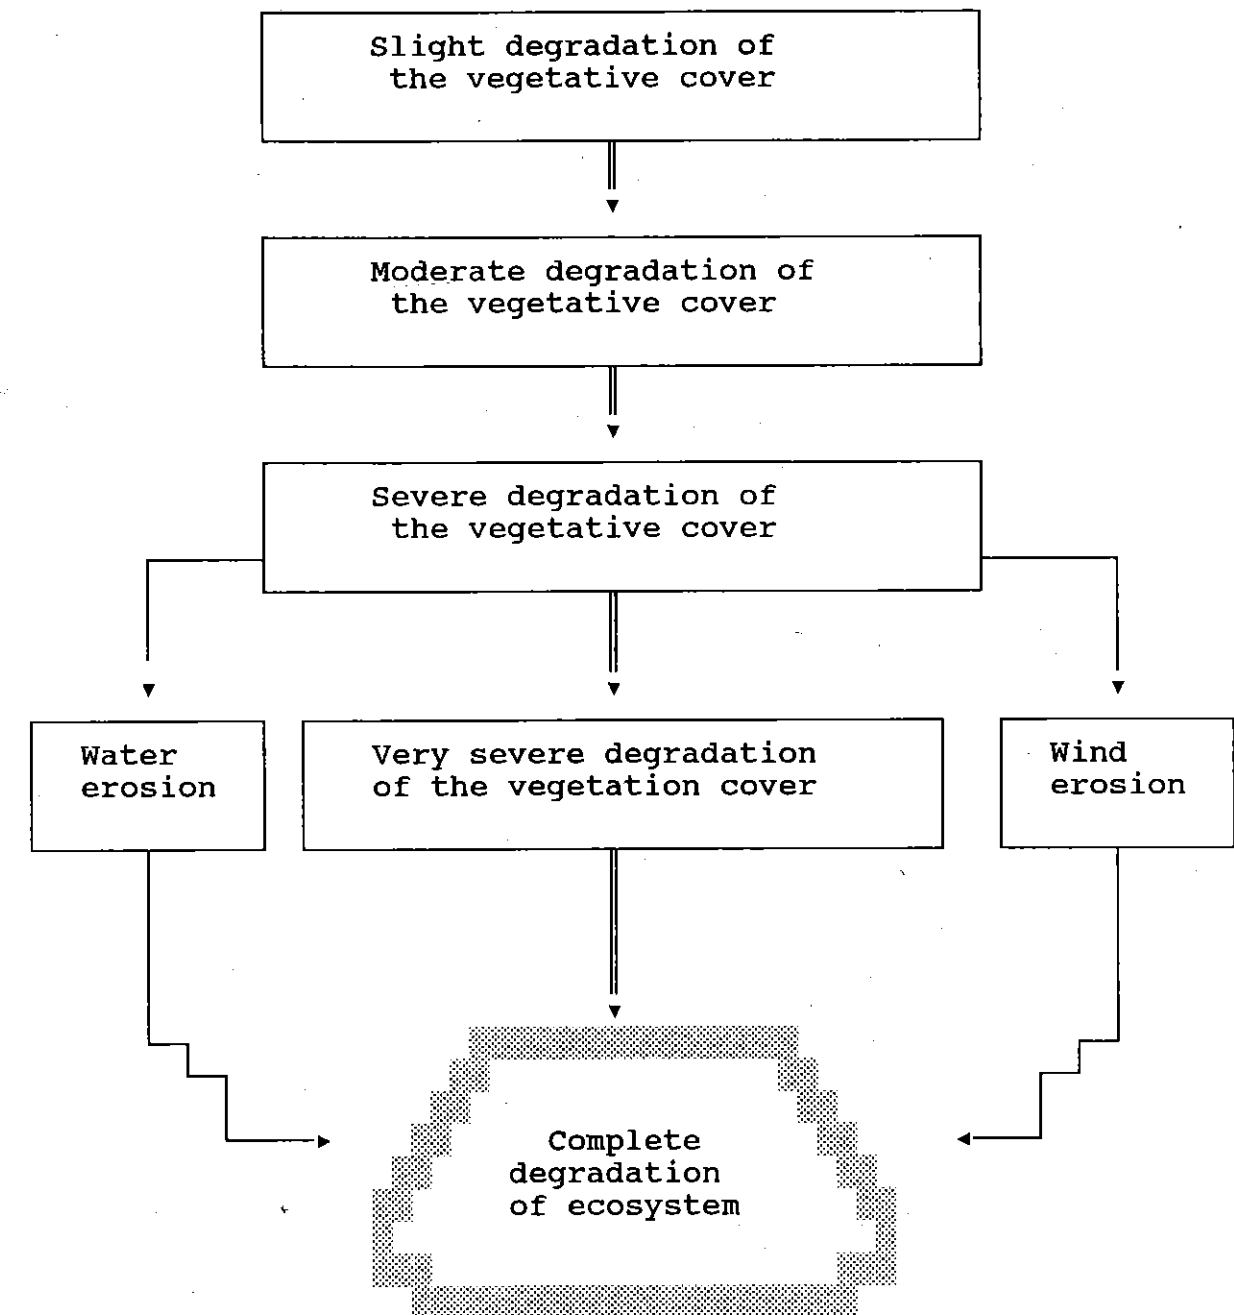 Slight degradation of
the vegetative cover
Moderate degradation of
the vegetative cover
Severe degradation of
the vegetative cover
Water
erosion
Very severe degradation
of the vegetation cover
Wind
erosion
Complete
degradation
of ecosystem